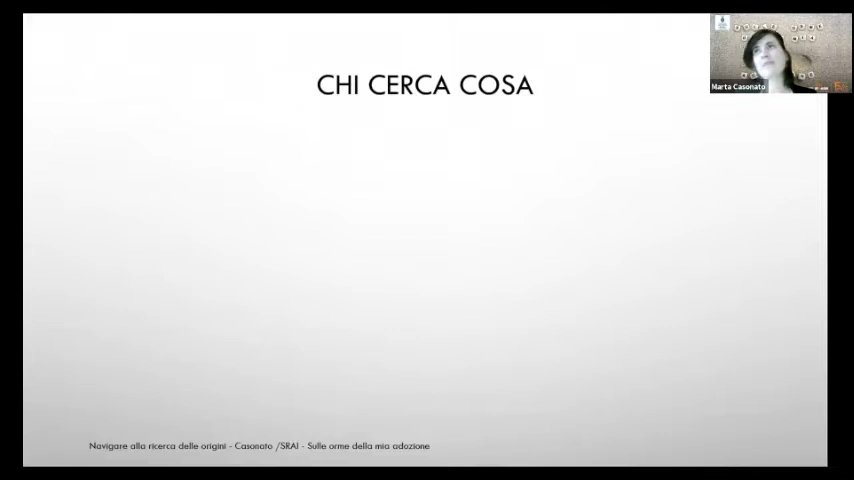 CHI CERCA COSA
Marta Casonato
Navigare alla ricerca delle origini - Casonato /SRAI - Sulle orme della mia adozione